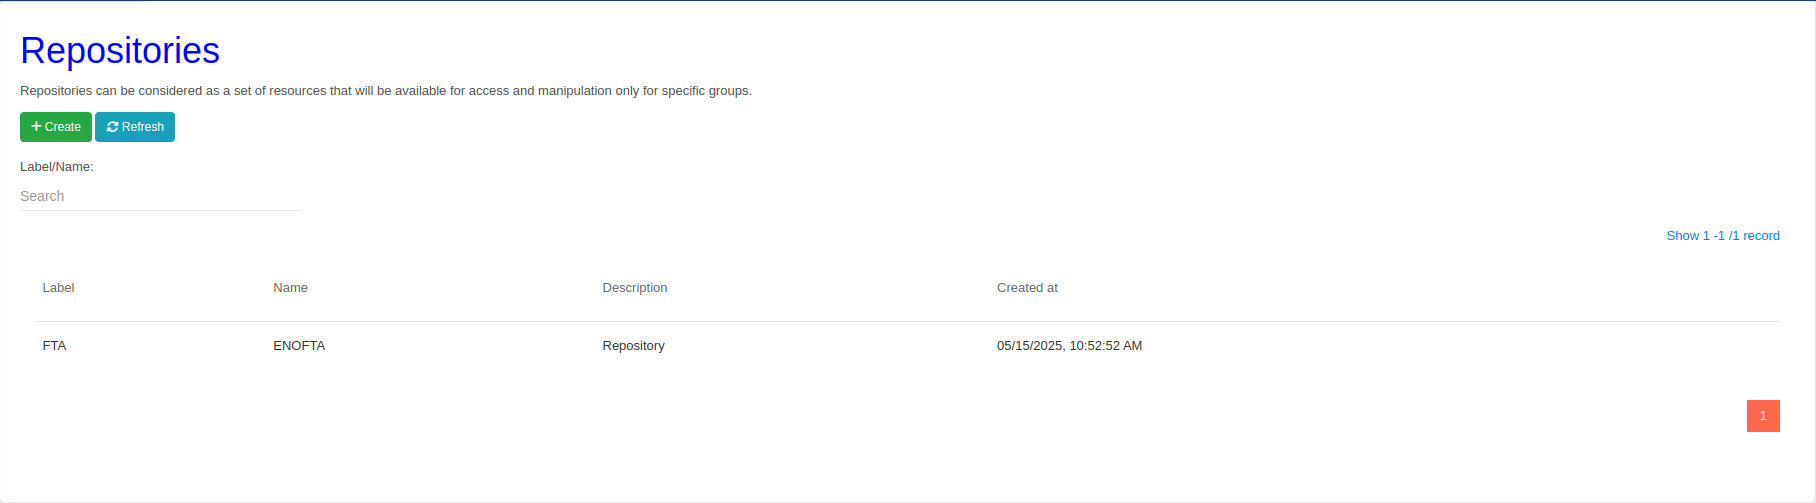 Repositories
Repositories can be considered as a set of resources that will be available for access and manipulation only for specific groups.
Create Refresh
Label/Name:
Search
Show 1 -1 /1 record
Label Name Description Created at
FTA ENOFTA Repository 05/15/2025, 10:52:52 AM
1